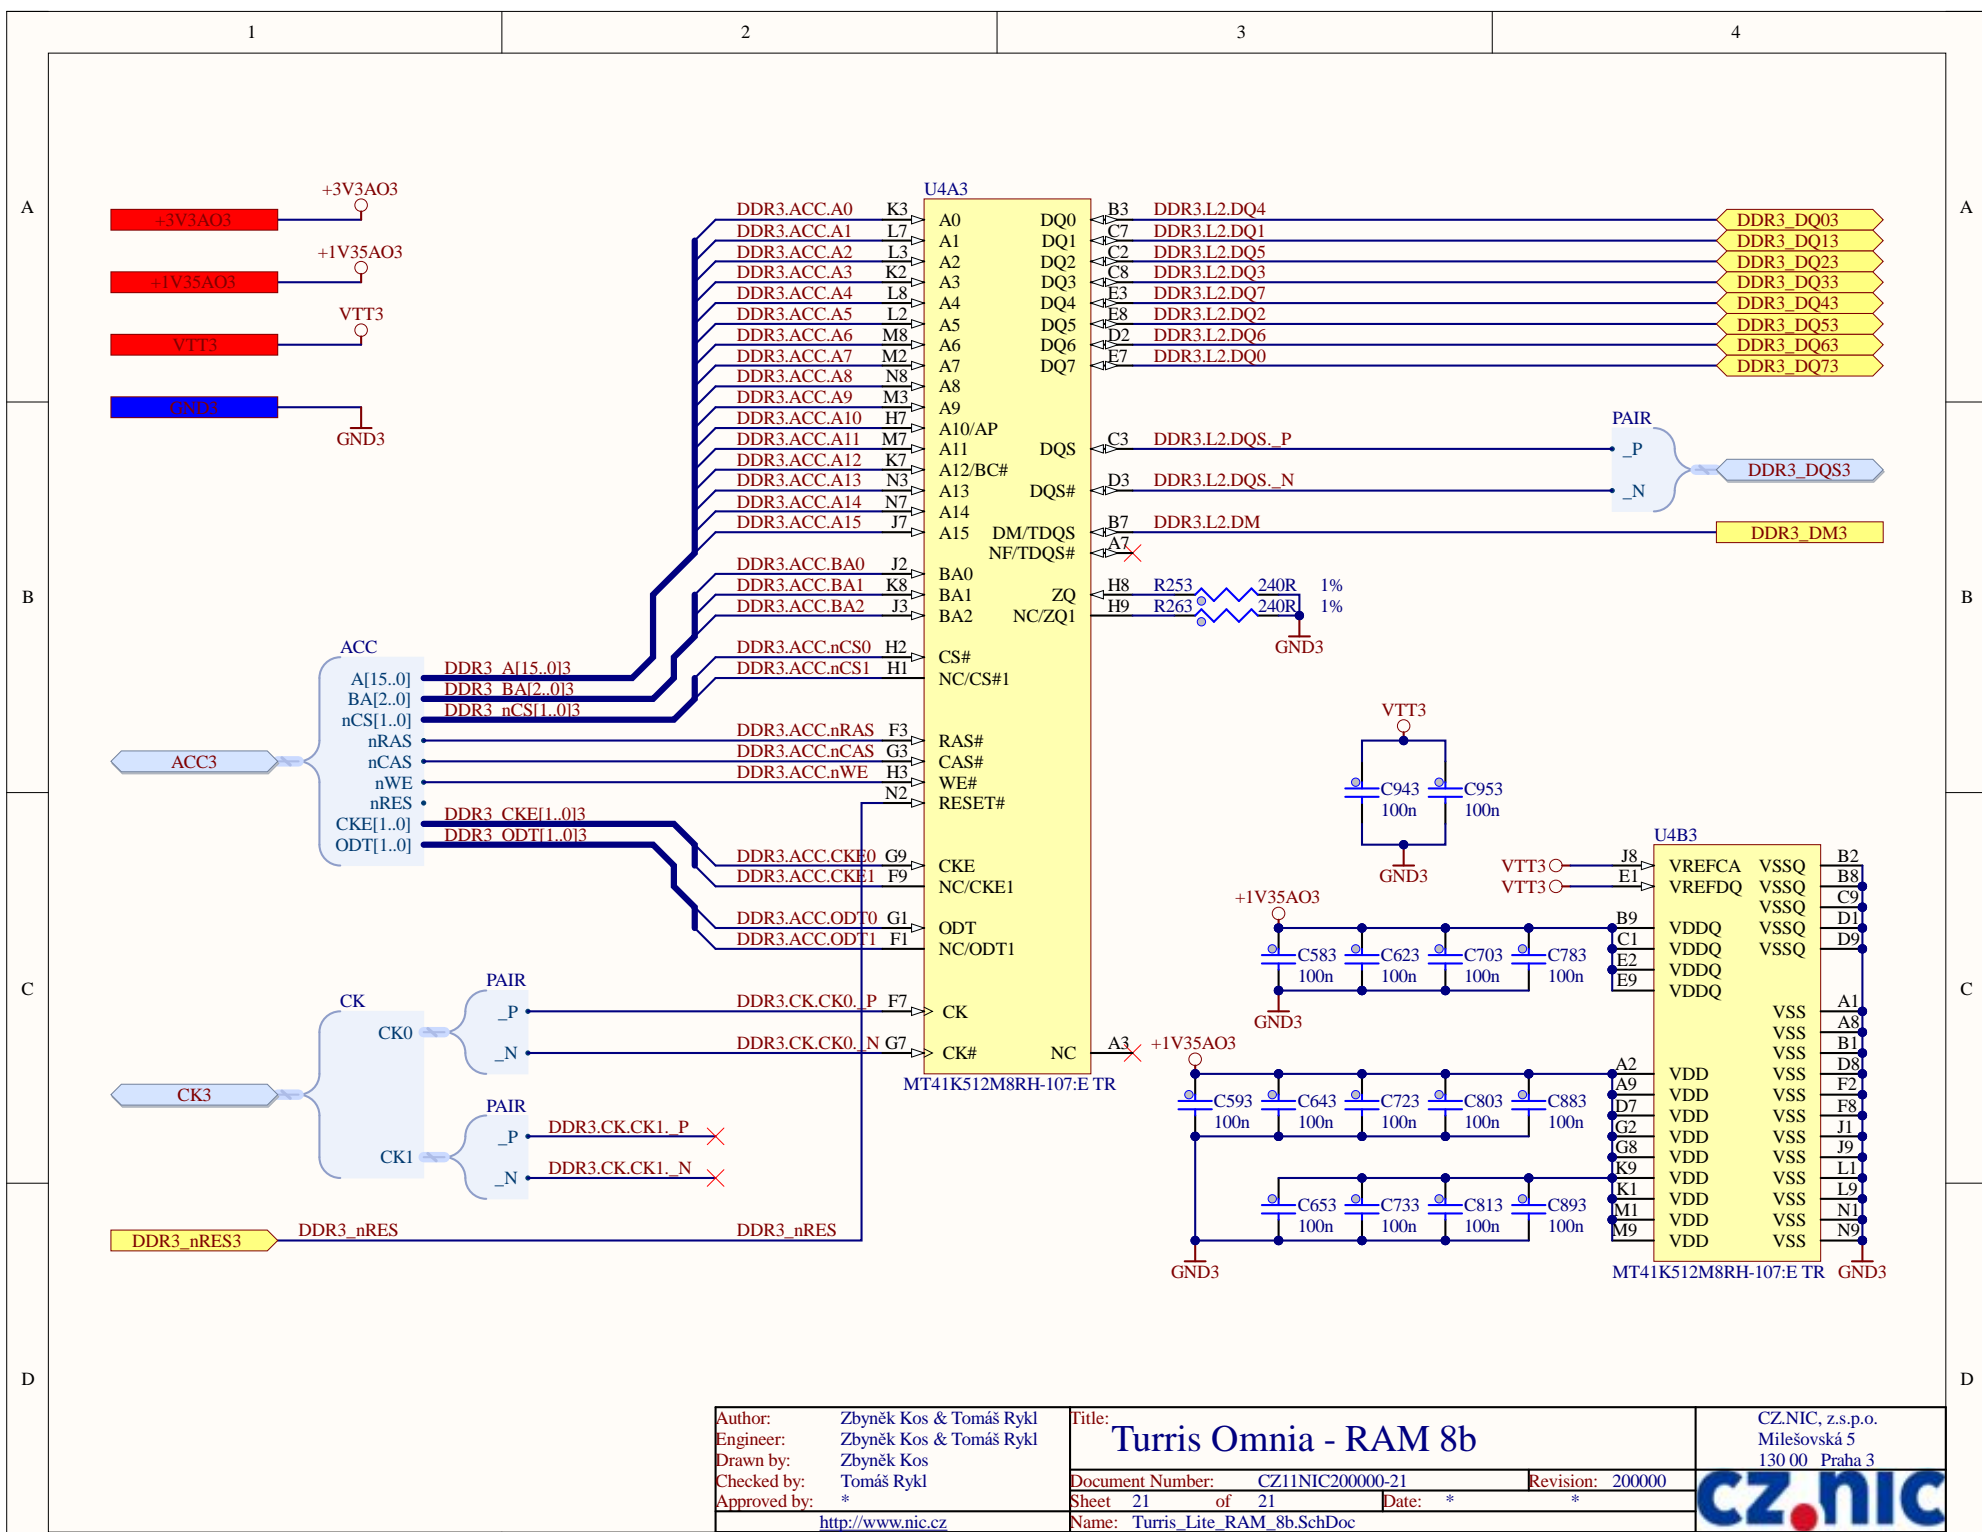 1 2 3 4
A A
B B
C C
D D
+3V3AO3
+3V3AO3
+1V35AO3
+1V35AO3
VTT3
VTT3
GND3
GND3
U4A3
DDR3.ACC.A0 K3 A0
DDR3.ACC.A1 L7 A1
DDR3.ACC.A2 L3 A2
DDR3.ACC.A3 K2 A3
DDR3.ACC.A4 L8 A4
DDR3.ACC.A5 L2 A5
DDR3.ACC.A6 M8 A6
DDR3.ACC.A7 M2 A7
DDR3.ACC.A8 N8 A8
DDR3.ACC.A9 M3 A9
DDR3.ACC.A10 H7 A10/AP
DDR3.ACC.A11 M7 A11
DDR3.ACC.A12 K7 A12/BC#
DDR3.ACC.A13 N3 A13
DDR3.ACC.A14 N7 A14
DDR3.ACC.A15 J7 A15
DDR3.ACC.BA0 J2 BA0
DDR3.ACC.BA1 K8 BA1
DDR3.ACC.BA2 J3 BA2
DDR3.ACC.nCS0 H2 CS#
DDR3.ACC.nCS1 H1 NC/CS#1
DDR3.ACC.nRAS F3 RAS#
DDR3.ACC.nCAS G3 CAS#
DDR3.ACC.nWE H3 WE#
N2 RESET#
DDR3.ACC.CKE0 G9 CKE
DDR3.ACC.CKE1 F9 NC/CKE1
DDR3.ACC.ODT0 G1 ODT
DDR3.ACC.ODT1 F1 NC/ODT1
DDR3.CK.CK0._P F7 CK
DDR3.CK.CK0._N G7 CK#
NC A3
MT41K512M8RH-107:E TR
DQ0 B3 DDR3.L2.DQ4 DDR3_DQ03
DQ1 C7 DDR3.L2.DQ1 DDR3_DQ13
DQ2 C2 DDR3.L2.DQ5 DDR3_DQ23
DQ3 C8 DDR3.L2.DQ3 DDR3_DQ33
DQ4 E3 DDR3.L2.DQ7 DDR3_DQ43
DQ5 E8 DDR3.L2.DQ2 DDR3_DQ53
DQ6 D2 DDR3.L2.DQ6 DDR3_DQ63
DQ7 E7 DDR3.L2.DQ0 DDR3_DQ73
PAIR
DQS C3 DDR3.L2.DQS._P _P
DDR3_DQS3
DQS# D3 DDR3.L2.DQS._N _N
DM/TDQS B7 DDR3.L2.DM DDR3_DM3
NF/TDQS# A7
ZQ H8 R253 240R 1%
NC/ZQ1 H9 R263 240R 1%
GND3
ACC
A[15..0] DDR3_A[15..0]3
BA[2..0] DDR3_BA[2..0]3
nCS[1..0] DDR3_nCS[1..0]3
nRAS
ACC3 nCAS
nWE
nRES
CKE[1..0] DDR3_CKE[1..0]3
ODT[1..0] DDR3_ODT[1..0]3
PAIR
CK _P
CK0
_N
CK3
PAIR
_P DDR3.CK.CK1._P
CK1
_N DDR3.CK.CK1._N
DDR3_nRES3 DDR3_nRES DDR3_nRES
VTT3
C943 C953
100n 100n
GND3
+1V35AO3
C583 C623 C703 C783
100n 100n 100n 100n
GND3
+1V35AO3
C593 C643 C723 C803 C883
100n 100n 100n 100n 100n
C653 C733 C813 C893
100n 100n 100n 100n
GND3
U4B3
VTT3 J8 VREFCA VSSQ B2
VTT3 E1 VREFDQ VSSQ B8
VSSQ C9
B9 VDDQ VSSQ D1
C1 VDDQ VSSQ D9
E2 VDDQ
E9 VDDQ
VSS A1
VSS A8
VSS B1
A2 VDD VSS D8
A9 VDD VSS F2
D7 VDD VSS F8
G2 VDD VSS J1
G8 VDD VSS J9
K9 VDD VSS L1
K1 VDD VSS L9
M1 VDD VSS N1
M9 VDD VSS N9
MT41K512M8RH-107:E TR GND3
Author: Zbyněk Kos & Tomáš Rykl
Engineer: Zbyněk Kos & Tomáš Rykl
Drawn by: Zbyněk Kos
Checked by: Tomáš Rykl
Approved by: *
http://www.nic.cz
Title: Turris Omnia - RAM 8b
Document Number: CZ11NIC200000-21 Revision: 200000
Sheet 21 of 21 Date: * *
Name: Turris_Lite_RAM_8b.SchDoc
CZ.NIC, z.s.p.o.
Milešovská 5
130 00 Praha 3
cz.nic